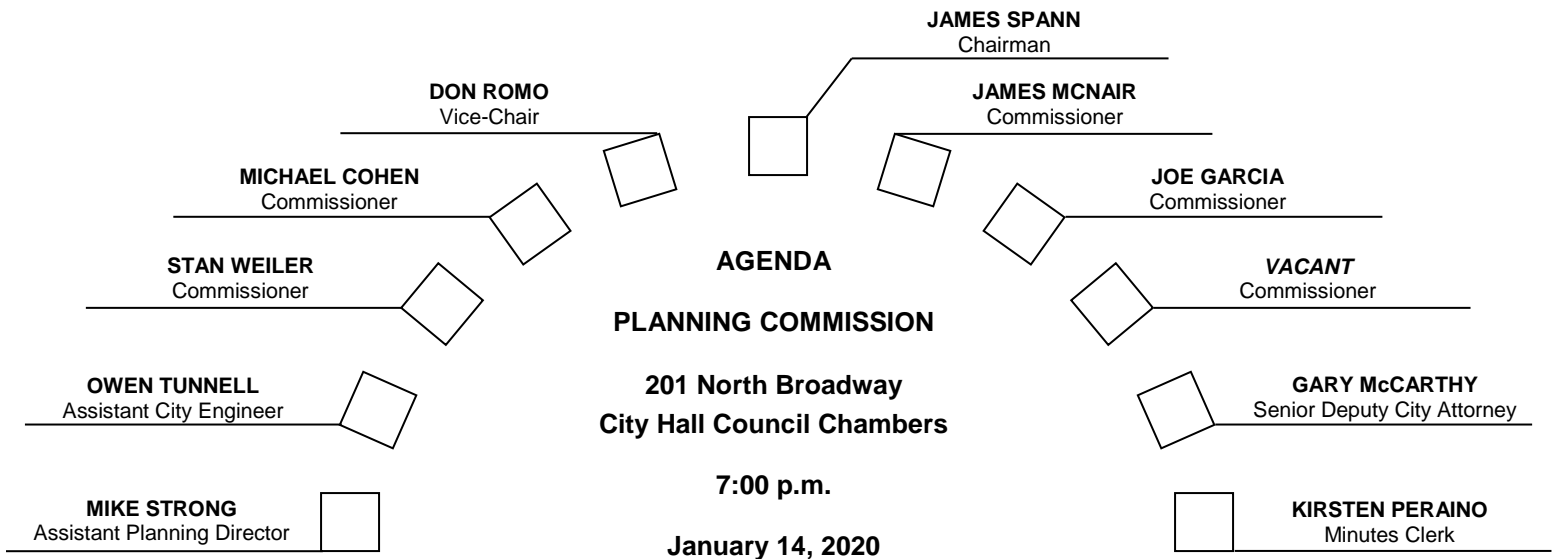 JAMES SPANN
Chairman
DON ROMO
Vice-Chair
JAMES MCNAIR
Commissioner
MICHAEL COHEN
Commissioner
JOE GARCIA
Commissioner
STAN WEILER
Commissioner
VACANT
Commissioner
OWEN TUNNELL
Assistant City Engineer
GARY McCARTHY
Senior Deputy City Attorney
MIKE STRONG
Assistant Planning Director
KIRSTEN PERAINO
Minutes Clerk
AGENDA
PLANNING COMMISSION
201 North Broadway
City Hall Council Chambers
7:00 p.m.
January 14, 2020